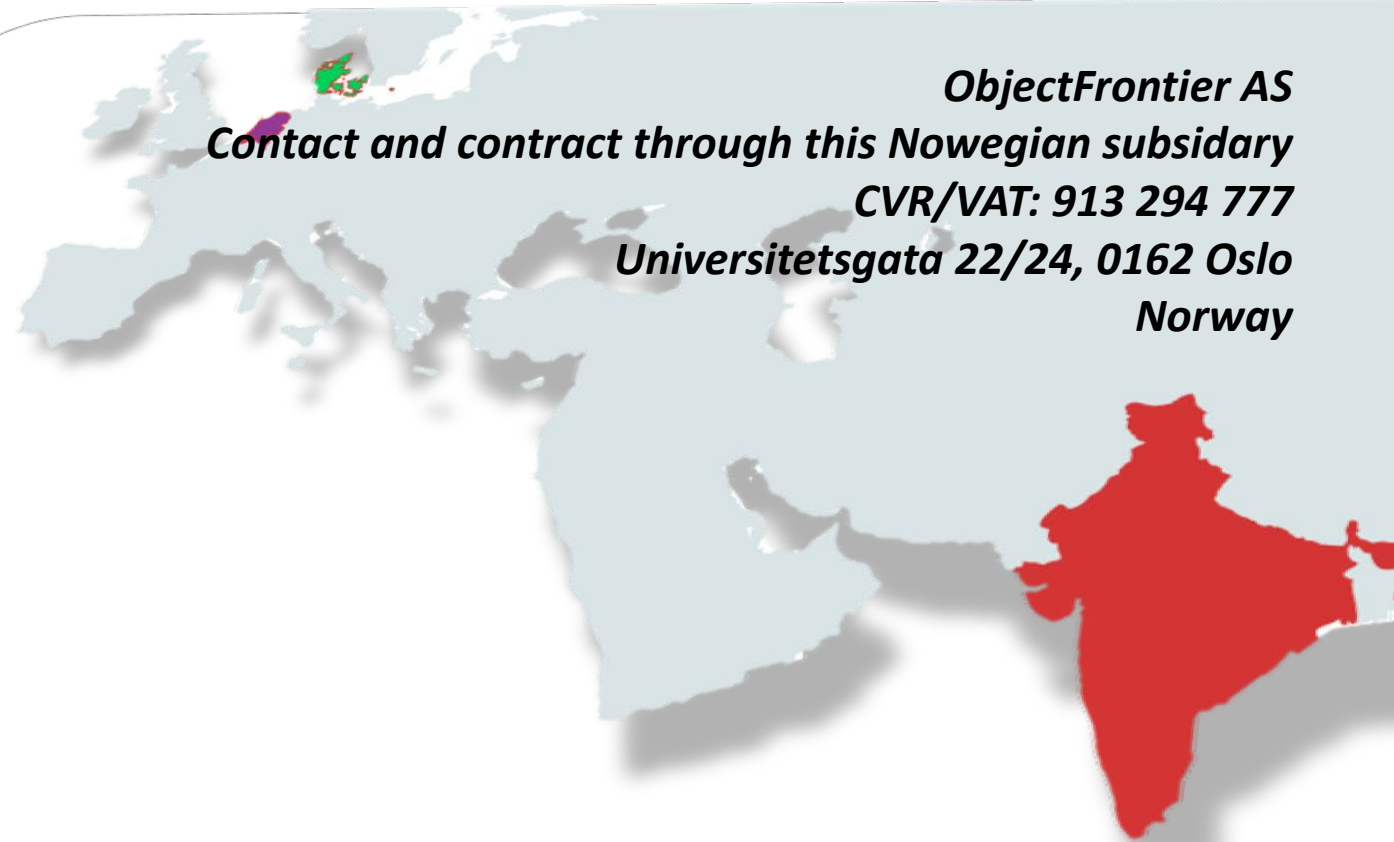 ObjectFrontier AS
Contact and contract through this Nowegian subsidary
CVR/VAT: 913 294 777
Universitetsgata 22/24, 0162 Oslo
Norway